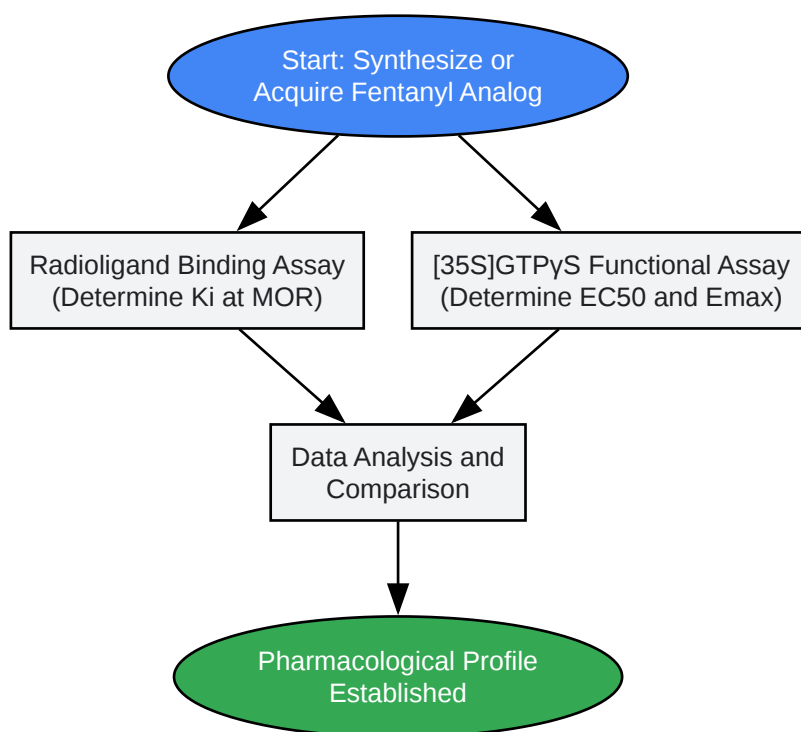 Start: Synthesize or
Acquire Fentanyl Analog
Radioligand Binding Assay
(Determine Ki at MOR)
[35S]GTPγS Functional Assay
(Determine EC50 and Emax)
Data Analysis and
Comparison
Pharmacological Profile
Established